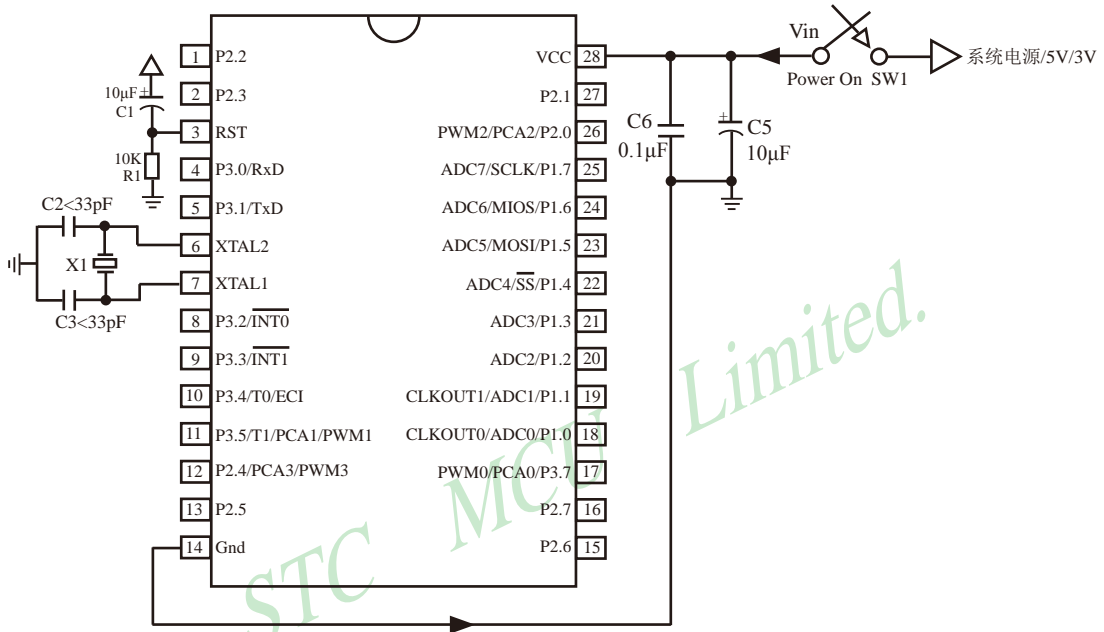 Vin
Power On SW1
系统电源/5V/3V
10μF +
C1
10K
R1
C2<33pF
X1
C3<33pF
C6
0.1μF
+
C5
10μF
1 P2.2
2 P2.3
3 RST
4 P3.0/RxD
5 P3.1/TxD
6 XTAL2
7 XTAL1
8 P3.2/INT0
9 P3.3/INT1
10 P3.4/T0/ECI
11 P3.5/T1/PCA1/PWM1
12 P2.4/PCA3/PWM3
13 P2.5
14 Gnd
VCC 28
P2.1 27
PWM2/PCA2/P2.0 26
ADC7/SCLK/P1.7 25
ADC6/MIOS/P1.6 24
ADC5/MOSI/P1.5 23
ADC4/SS/P1.4 22
ADC3/P1.3 21
ADC2/P1.2 20
CLKOUT1/ADC1/P1.1 19
CLKOUT0/ADC0/P1.0 18
PWM0/PCA0/P3.7 17
P2.7 16
P2.6 15
STC MCU Limited.